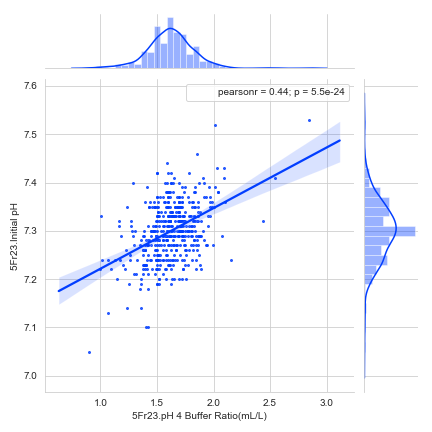 pearsonr = 0.44; p = 5.5e-24
7.6
7.5
7.4
7.3
7.2
7.1
7.0
5Fr23.Initial pH
1.0 1.5 2.0 2.5 3.0
5Fr23.pH 4 Buffer Ratio(mL/L)